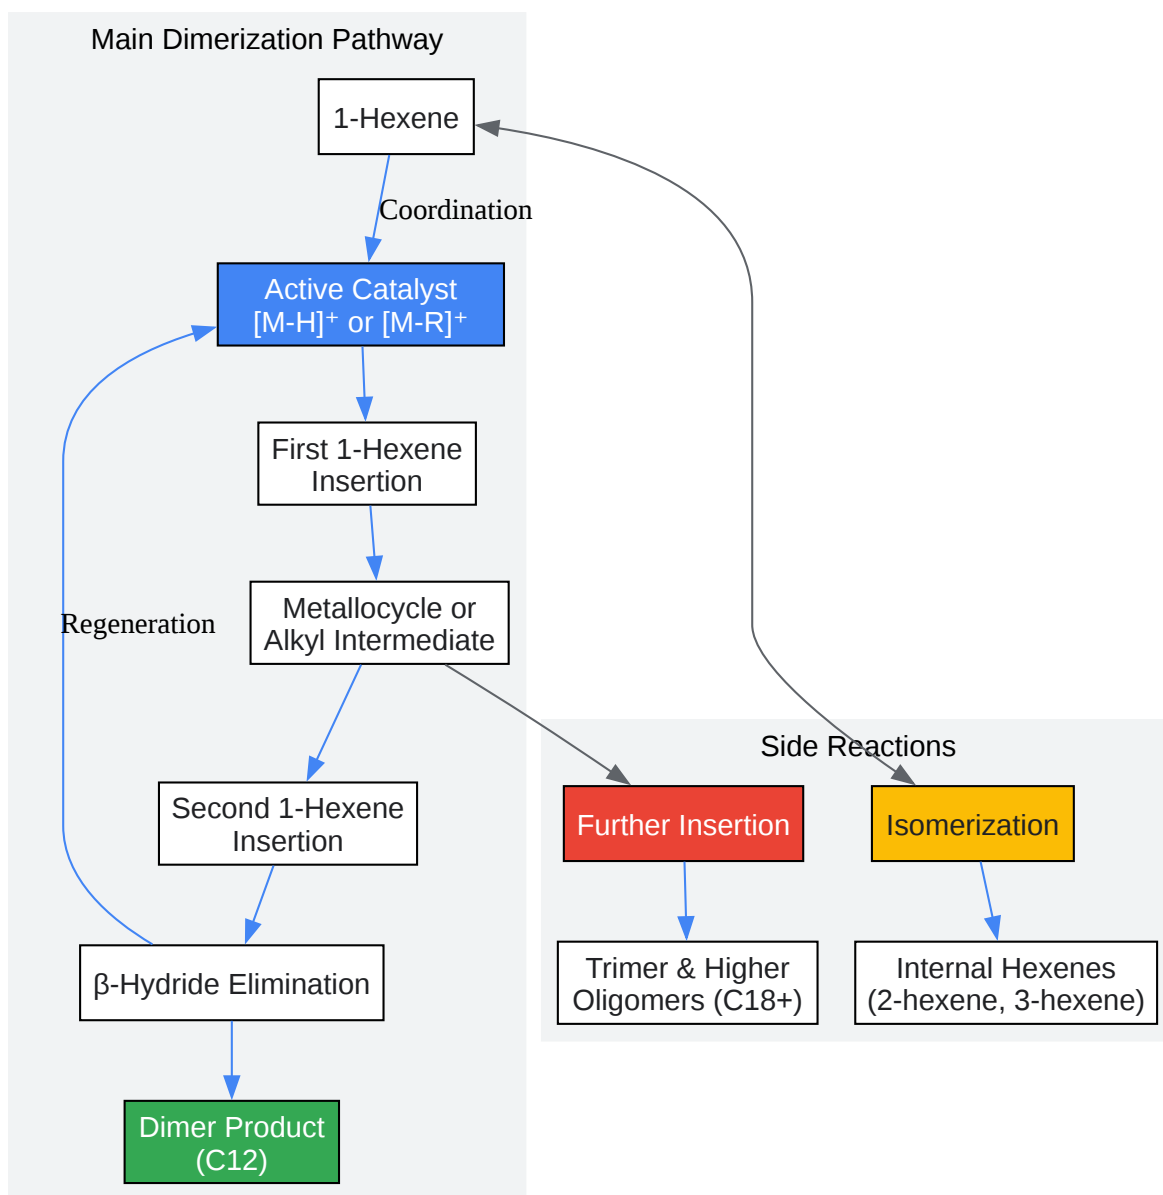 Main Dimerization Pathway
1-Hexene
Coordination
Active Catalyst
[M-H]⁺ or [M-R]⁺
First 1-Hexene
Insertion
Metallocycle or
Alkyl Intermediate
Regeneration
Second 1-Hexene
Insertion
β-Hydride Elimination
Dimer Product
(C12)
Side Reactions
Further Insertion
Isomerization
Trimer & Higher
Oligomers (C18+)
Internal Hexenes
(2-hexene, 3-hexene)